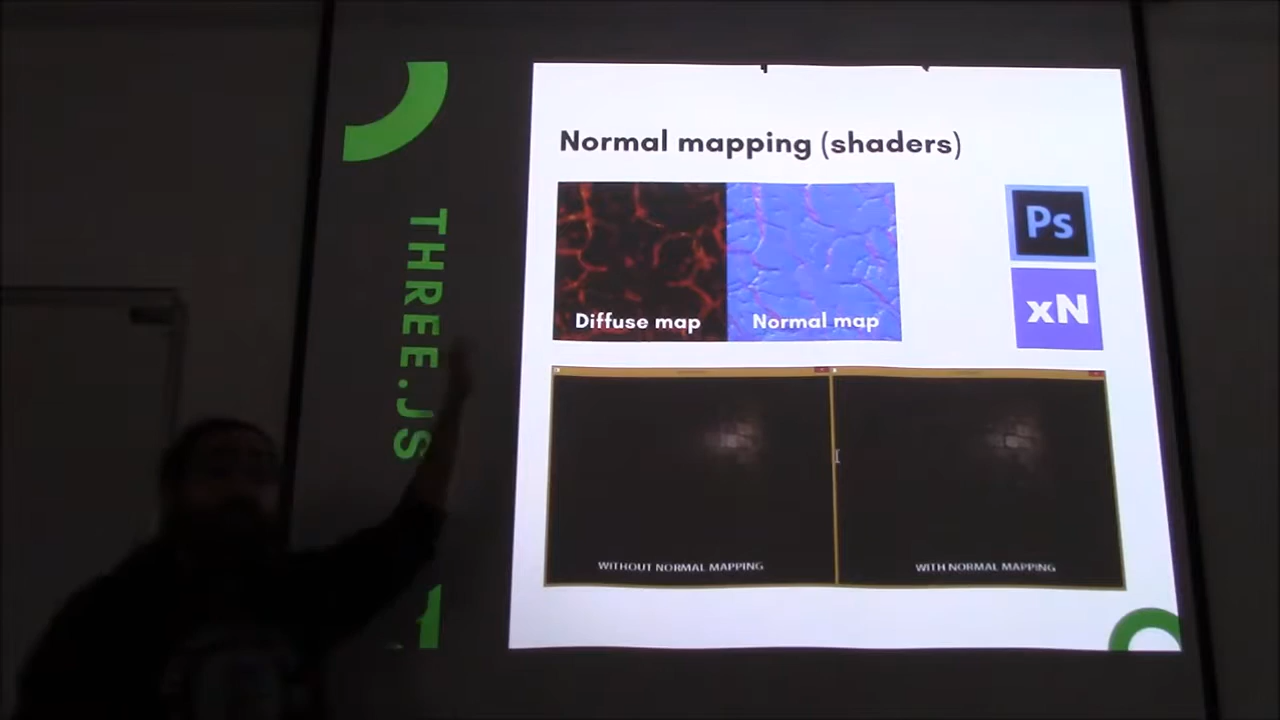 THREE.JS
Normal mapping (shaders)
Diffuse map
Normal map
Ps
xN
WITHOUT NORMAL MAPPING
WITH NORMAL MAPPING